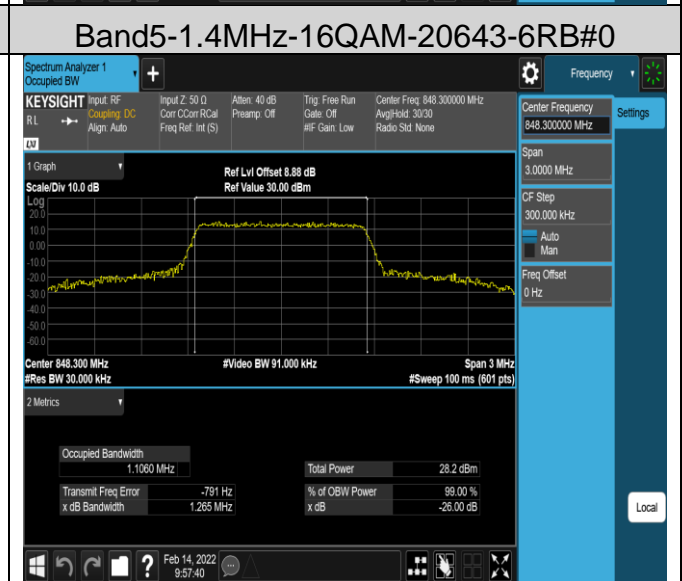 Band5-1.4MHz-16QAM-20643-6RB#0
Spectrum Analyzer 1
Occupied BW
+
Frequency
KEYSIGHT
RL
Input: RF
Coupling: DC
Align: Auto
Input Z: 50 Ω
Corr CCorr RCal
Freq Ref: Int (S)
Atten: 40 dB
Preamp: Off
Trig: Free Run
Gate: Off
#IF Gain: Low
Center Freq: 848.300000 MHz
Avg|Hold: 30/30
Radio Std: None
Center Frequency
848.300000 MHz
Settings
Span
3.0000 MHz
CF Step
300.000 kHz
Auto
Man
Freq Offset
0 Hz
1 Graph
Scale/Div 10.0 dB
Ref Lvl Offset 8.88 dB
Ref Value 30.00 dBm
Log
20.0
10.0
0.00
-10.0
-20.0
-30.0
-40.0
-50.0
-60.0
Center 848.300 MHz
#Video BW 91.000 kHz
Span 3 MHz
#Res BW 30.000 kHz
#Sweep 100 ms (601 pts)
2 Metrics
Occupied Bandwidth
1.1060 MHz
Total Power 28.2 dBm
Transmit Freq Error -791 Hz
% of OBW Power 99.00 %
x dB Bandwidth 1.265 MHz
x dB -26.00 dB
Local
?
Feb 14, 2022
9:57:40